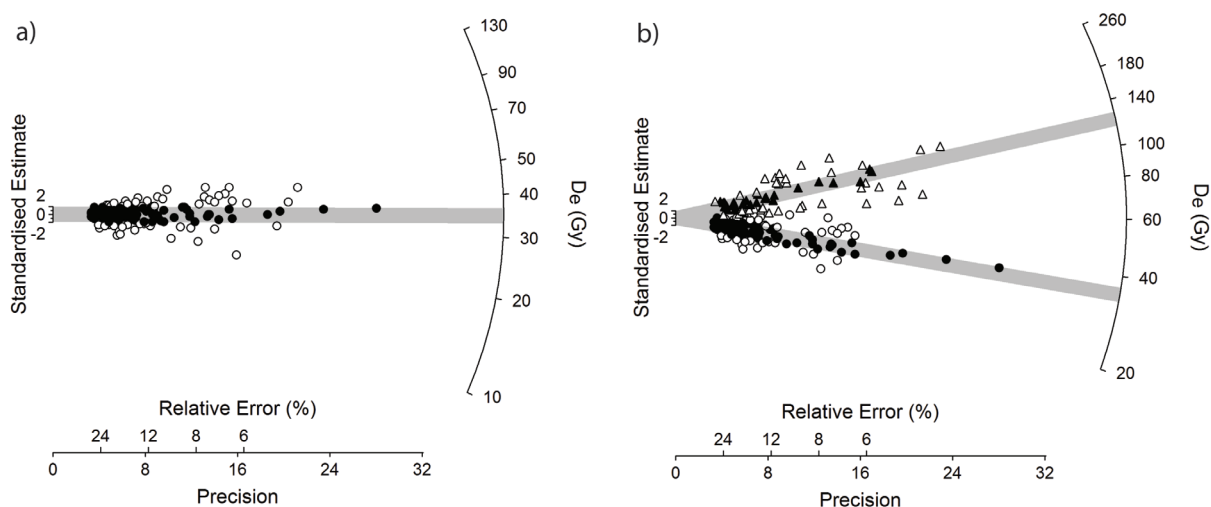 a)
Standardised Estimate
2
0
-2
130
90
70
50
40
30
20
10
De (Gy)
Relative Error (%)
24 12 8 6
0 8 16 24 32
Precision
b)
Standardised Estimate
2
0
-2
260
180
140
100
80
60
40
20
De (Gy)
Relative Error (%)
24 12 8 6
0 8 16 24 32
Precision